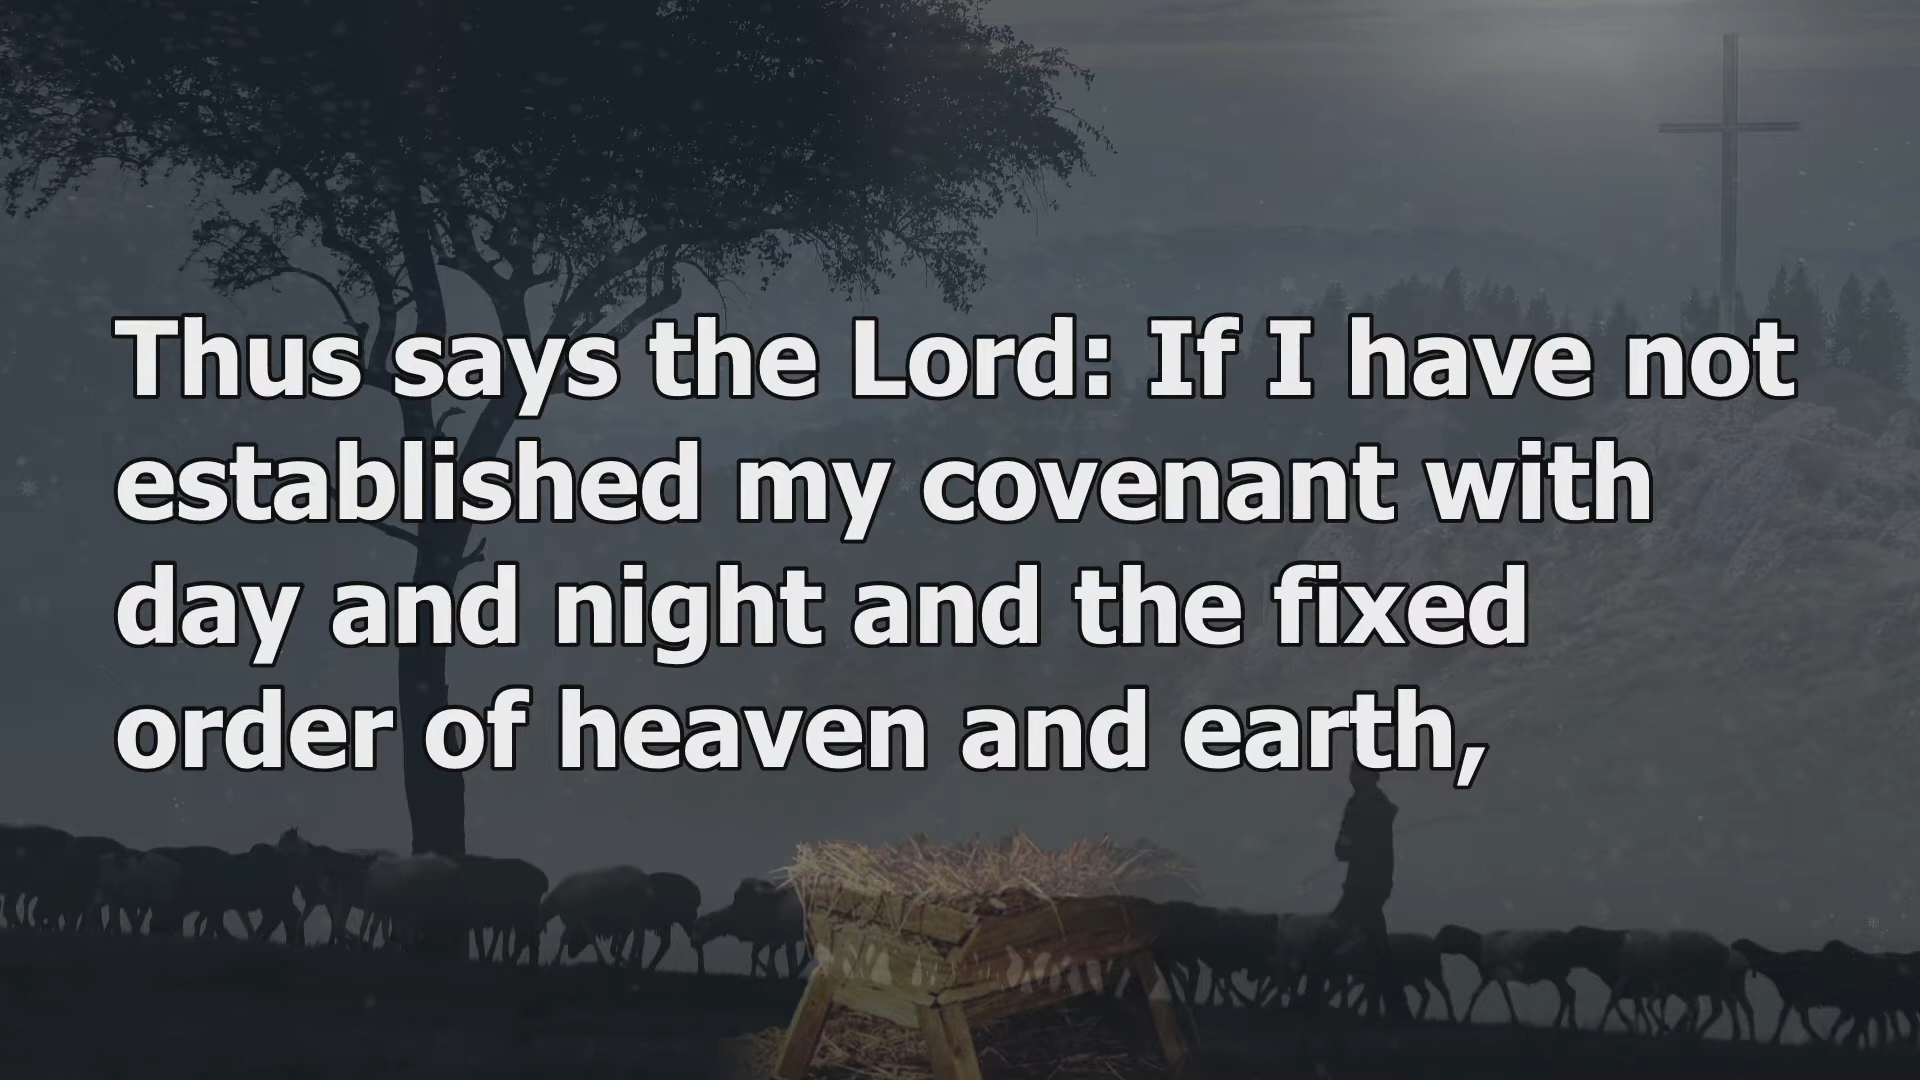 Thus says the Lord: If I have not
established my covenant with
day and night and the fixed
order of heaven and earth,